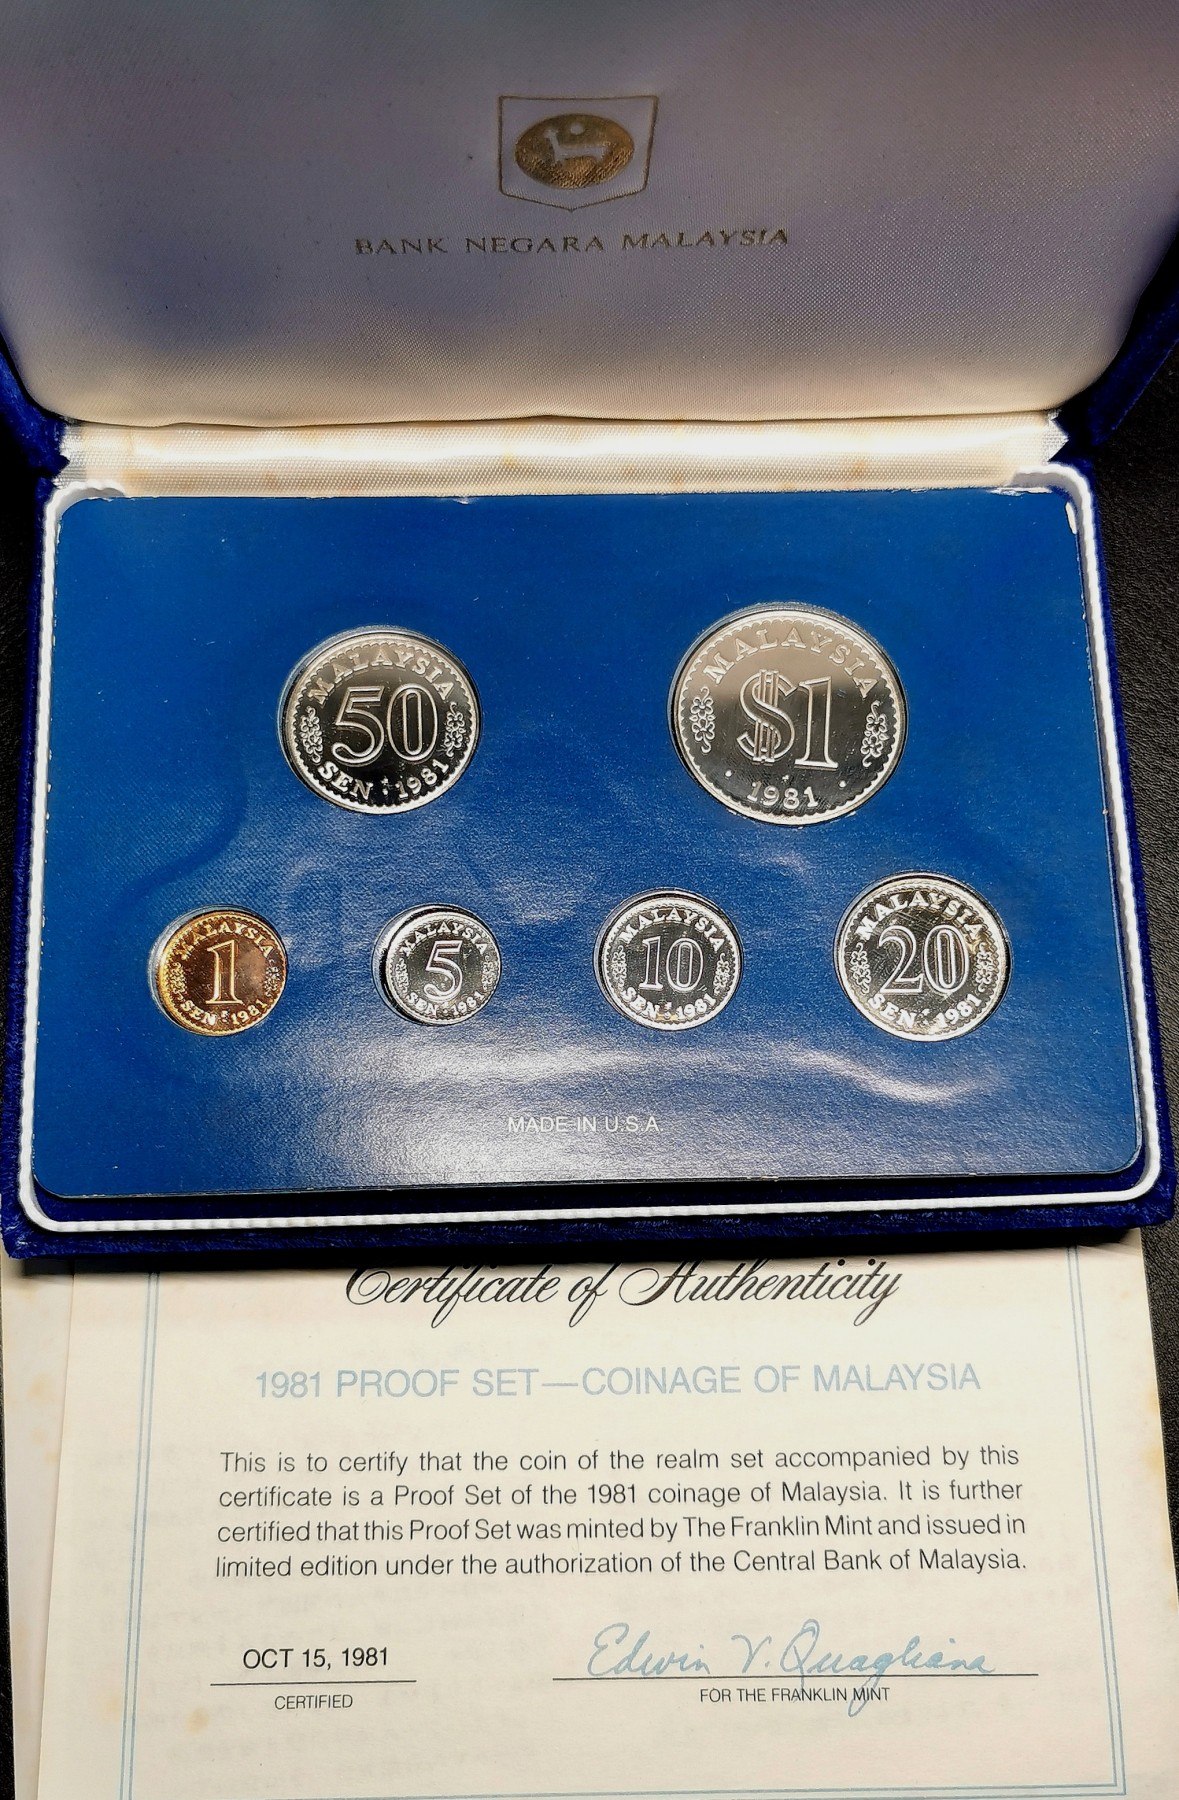 BANK NEGARA MALAYSIA
MALAYSIA
50
SEN 1981
MALAYSIA
$1
1981
MALAYSIA
1
SEN 1981
MALAYSIA
5
SEN 1981
MALAYSIA
10
SEN 1981
MALAYSIA
20
SEN 1981
MADE IN U.S.A.
Certificate of Authenticity
1981 PROOF SET—COINAGE OF MALAYSIA
This is to certify that the coin of the realm set accompanied by this
certificate is a Proof Set of the 1981 coinage of Malaysia. It is further
certified that this Proof Set was minted by The Franklin Mint and issued in
limited edition under the authorization of the Central Bank of Malaysia.
OCT 15, 1981
CERTIFIED
Edwin V. Quagliana
FOR THE FRANKLIN MINT